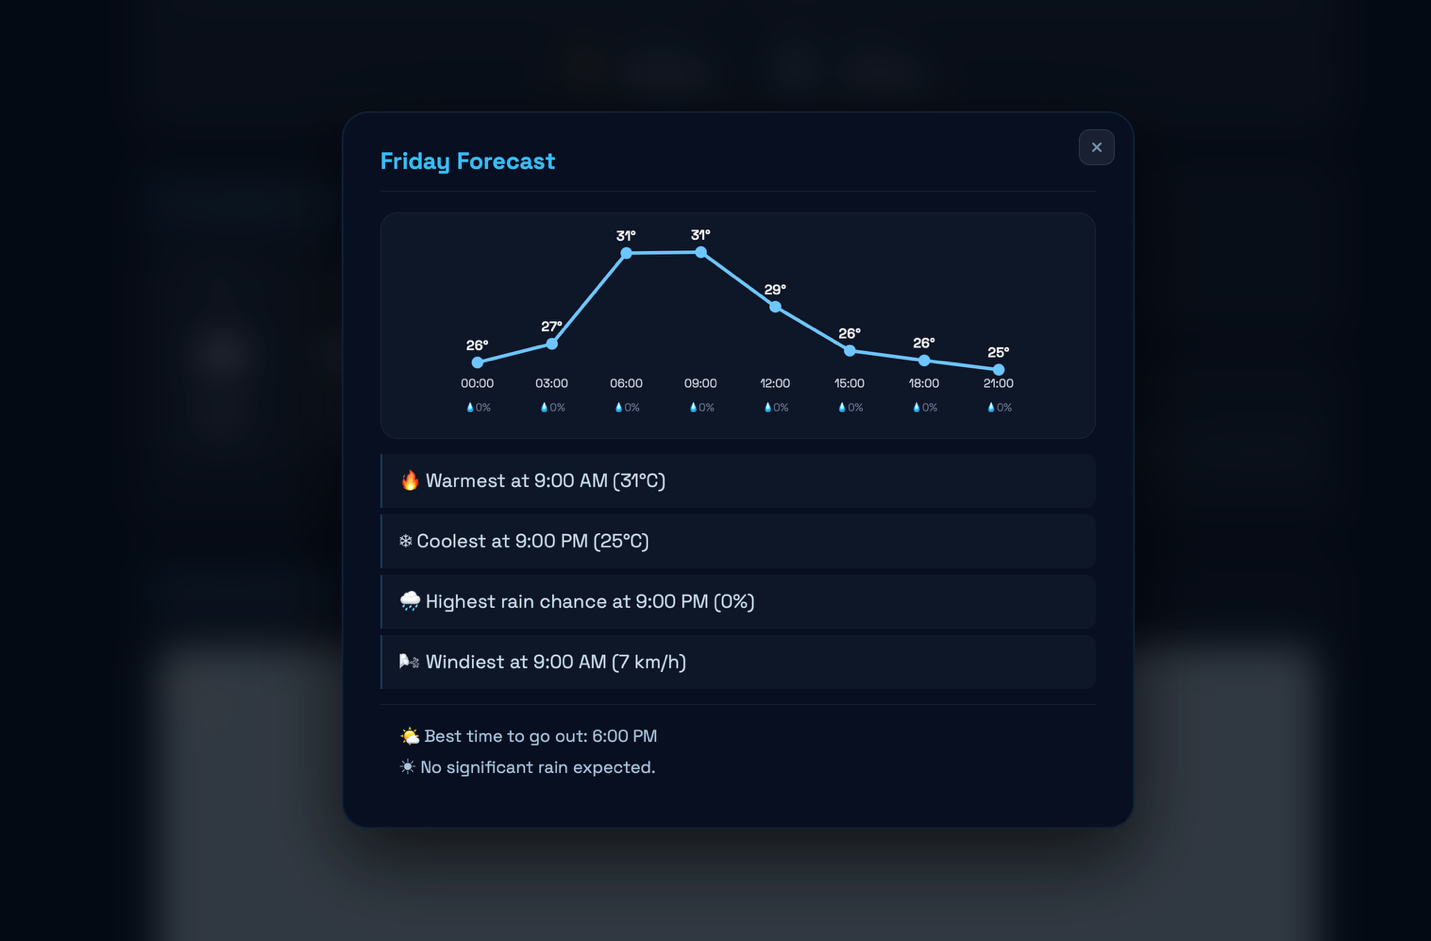 Friday Forecast
31° 31°
29°
27° 26°
26° 26° 25°
00:00 03:00 06:00 09:00 12:00 15:00 18:00 21:00
💧0% 💧0% 💧0% 💧0% 💧0% 💧0% 💧0% 💧0%
🔥 Warmest at 9:00 AM (31°C)
❄ Coolest at 9:00 PM (25°C)
🌧️ Highest rain chance at 9:00 PM (0%)
🌬️ Windiest at 9:00 AM (7 km/h)
🌤️ Best time to go out: 6:00 PM
☀ No significant rain expected.